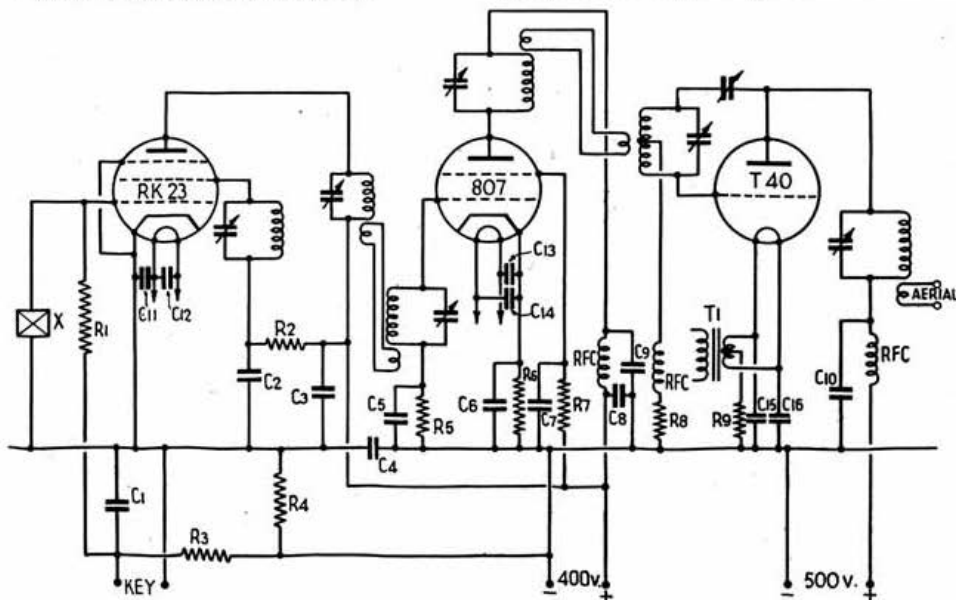 RK 23
807
T 40
C13
C14
C11
C12
X
R1
R2
C2
C3
C5
R5
C6
R6
C7
R7
RFC
C9
C8
RFC
R8
T1
R9
C15
C16
AERIAL
C10
RFC
C4
C1
R4
R3
KEY
- 400v. +
- 500 v. +